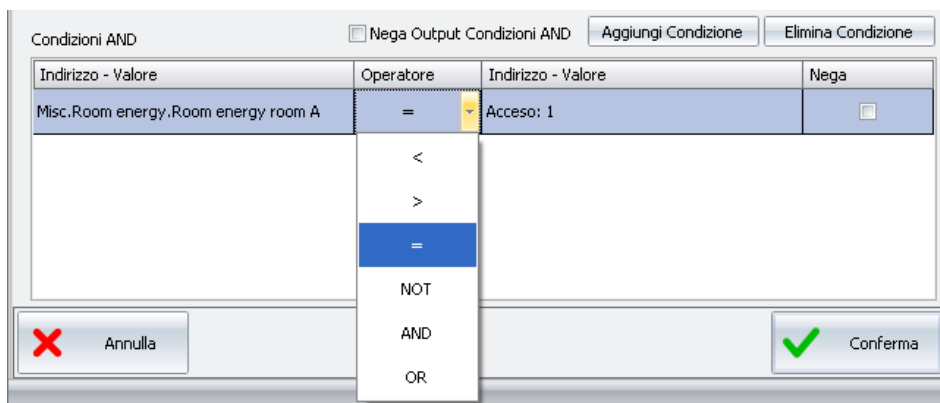 Condizioni AND
Nega Output Condizioni AND
Aggiungi Condizione
Elimina Condizione
Indirizzo - Valore
Operatore
Indirizzo - Valore
Nega
Misc.Room energy.Room energy room A
=
Acceso: 1
<
>
=
NOT
AND
OR
Annulla
Conferma